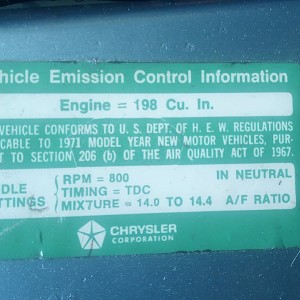 hicle Emission Control Information
Engine = 198 Cu. In.
VEHICLE CONFORMS TO U. S. DEPT. OF H. E. W. REGULATIONS
CABLE TO 1971 MODEL YEAR NEW MOTOR VEHICLES, PUR-
T TO SECTION 206 (b) OF THE AIR QUALITY ACT OF 1967.
DLE RPM = 800 IN NEUTRAL
TIMING = TDC
TTINGS MIXTURE = 14.0 TO 14.4 A/F RATIO
CHRYSLER
CORPORATION